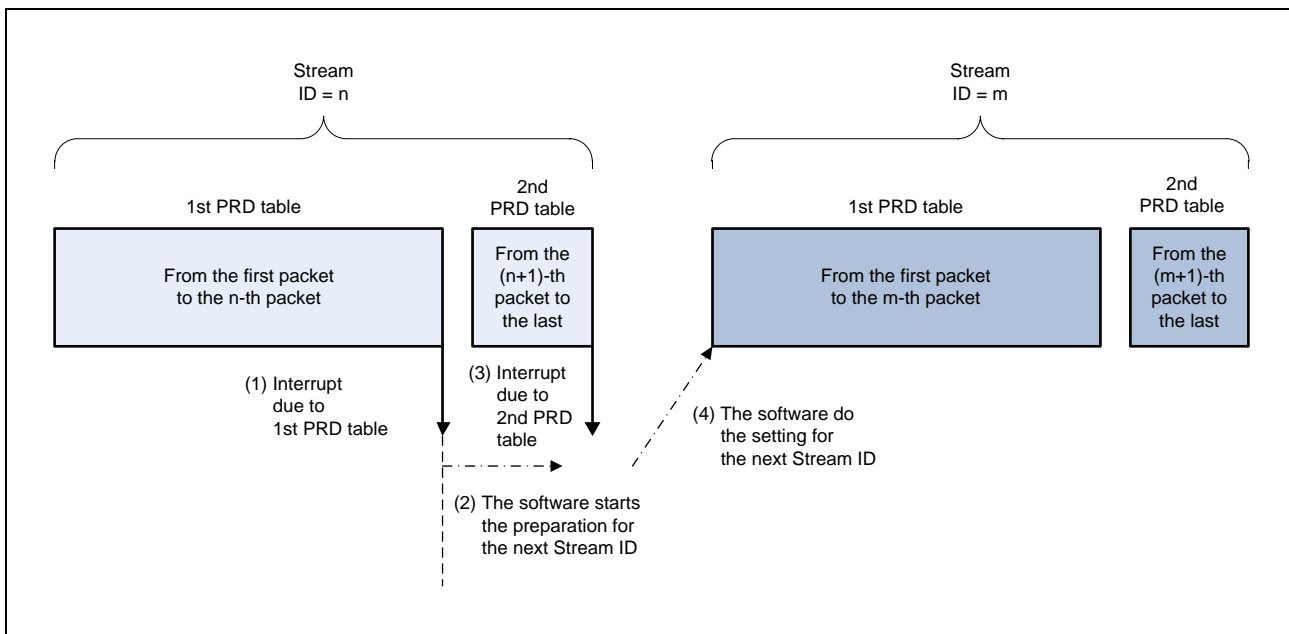 Stream
ID = n
Stream
ID = m
1st PRD table
2nd
PRD table
1st PRD table
2nd
PRD table
From the first packet
to the n-th packet
From the
(n+1)-th
packet to
the last
From the first packet
to the m-th packet
From the
(m+1)-th
packet to
the last
(1) Interrupt
due to
1st PRD table
(3) Interrupt
due to
2nd PRD
table
(4) The software do
the setting for
the next Stream ID
(2) The software starts
the preparation for
the next Stream ID